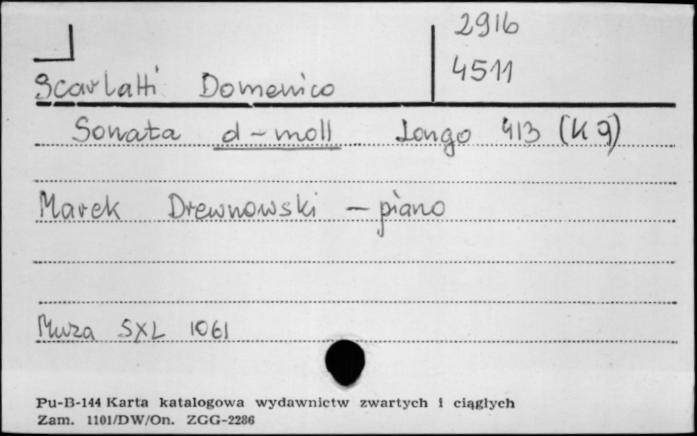 2916
4511
Scarlatti Domenico
Sonata d-moll Longo 413 (K 9)
Marek Drewnowski - piano
Muza SXL 1061
Pu-B-144 Karta katalogowa wydawnictw zwartych i ciągłych
Zam. 1101/DW/On. ZGG-2286